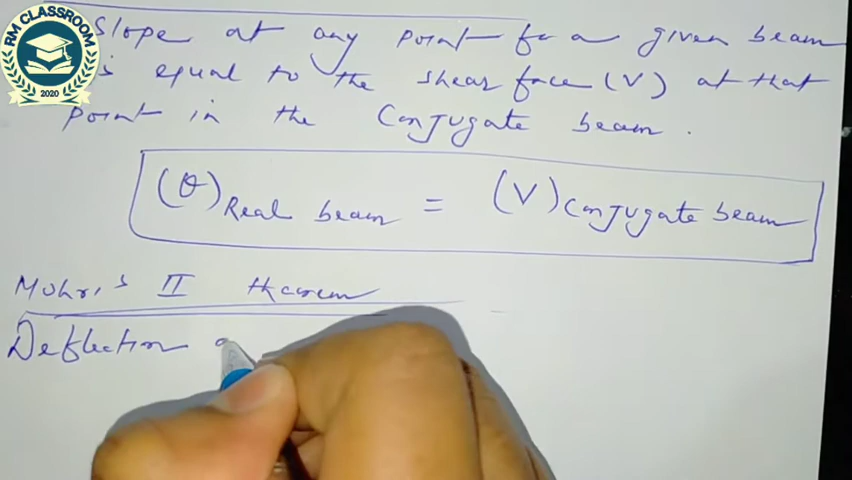 RM CLASSROOM
2020
Slope at any point for a given beam
is equal to the shear force (V) at that
point in the Conjugate beam.
(θ)Real beam = (V)Conjugate beam
Mohr's II theorem
Deflection a